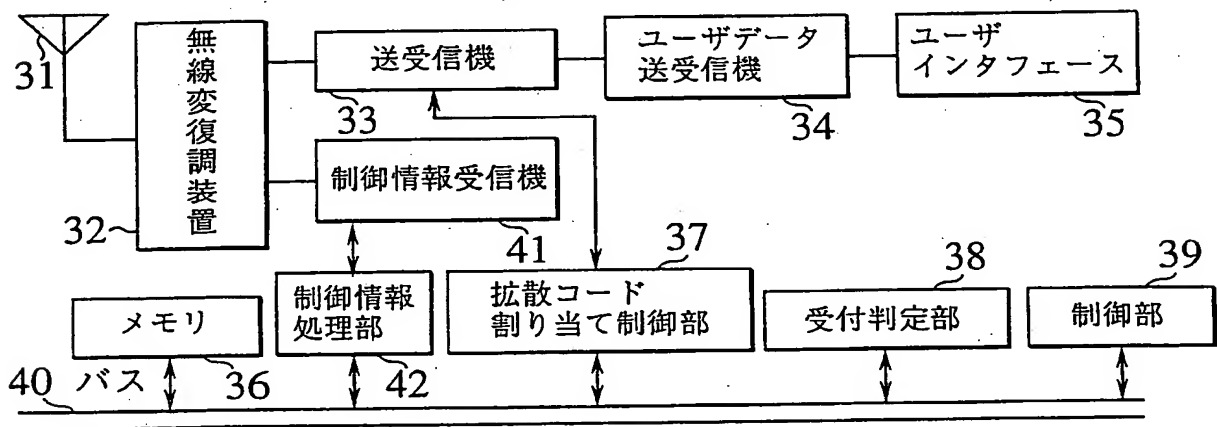 31
無線変復調装置
32
送受信機
33
ユーザデータ
送受信機
34
ユーザ
インタフェース
35
制御情報受信機
41
メモリ
36
制御情報
処理部
42
拡散コード
割り当て制御部
37
受付判定部
38
制御部
39
40 バス